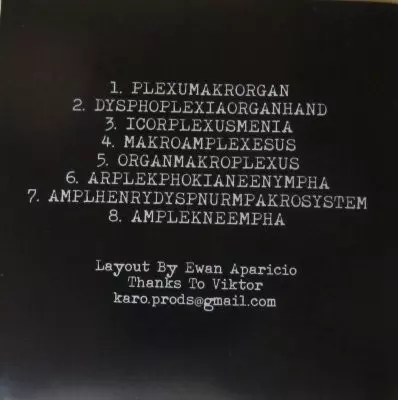 1. PLEXUMAKRORGAN
2. DYSPHOPLEXIAORGANHAND
3. ICORPLEXUSMENIA
4. MAKROAMPLEXESUS
5. ORGANMAKROPLEXUS
6. ARPLEKPHOKIANEENYMPHA
7. AMPLHENRYDYSPNURMPAKROSYSTEM
8. AMPLEKNEEMPHA
Layout By Ewan Aparicio
Thanks To Viktor
karo.prods@gmail.com